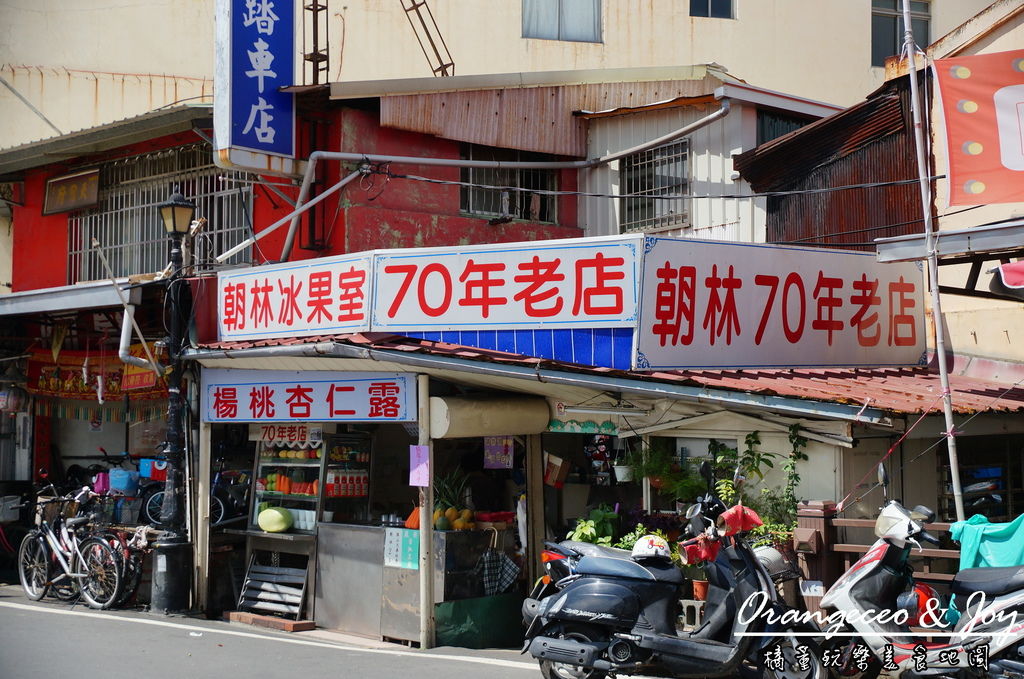 踏車店
朝林冰果室
70年老店
朝林70年老店
楊桃杏仁露
70年老店
Orangeceo & Joy
橘童玩樂美食地圖